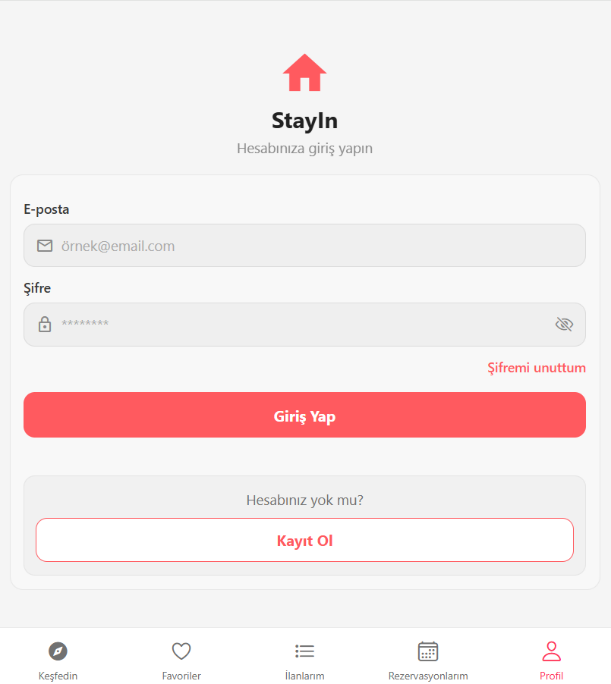 StayIn
Hesabınıza giriş yapın
E-posta
örnek@email.com
Şifre
********
Şifremi unuttum
Giriş Yap
Hesabınız yok mu?
Kayıt Ol
Keşfedin
Favoriler
İlanlarım
Rezervasyonlarım
Profil